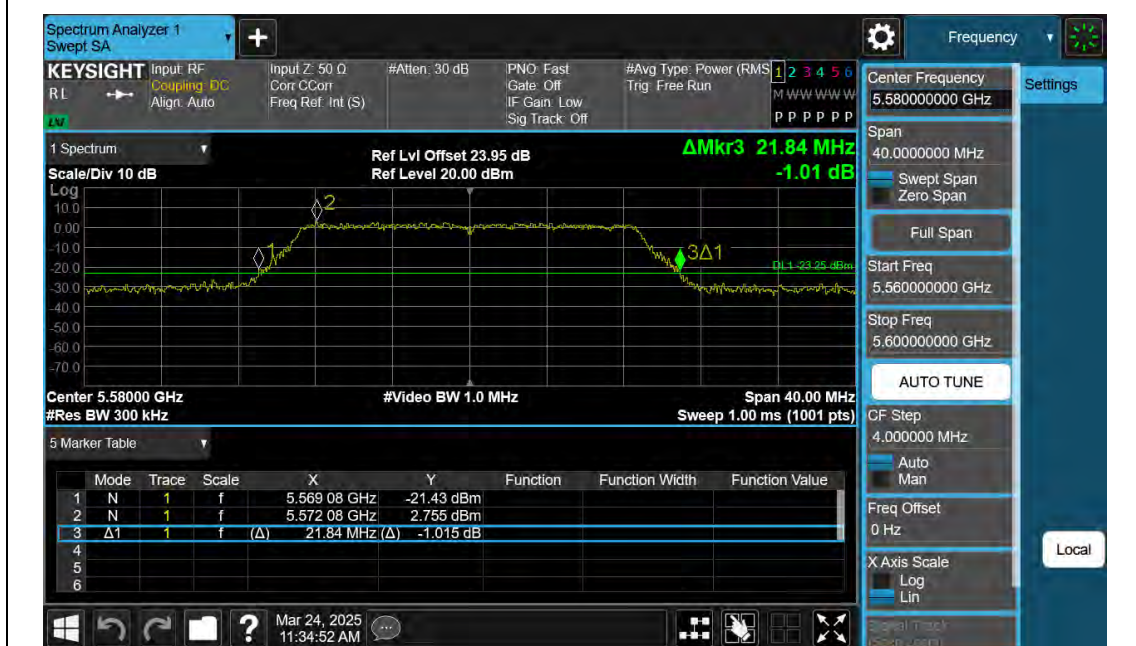 Spectrum Analyzer 1
Swept SA
Frequency
KEYSIGHT
RL
LXI
Input: RF
Coupling: DC
Align: Auto
Input Z: 50 Ω
Corr CCorr
Freq Ref: Int (S)
#Atten: 30 dB
PNO: Fast
Gate: Off
IF Gain: Low
Sig Track: Off
#Avg Type: Power (RMS
Trig: Free Run
1 2 3 4 5 6
M W W W W W
P P P P P P
1 Spectrum
Scale/Div 10 dB
Ref Lvl Offset 23.95 dB
Ref Level 20.00 dBm
ΔMkr3 21.84 MHz
-1.01 dB
Log
10.0
0.00
-10.0
-20.0
-30.0
-40.0
-50.0
-60.0
-70.0
2
1
3Δ1
DL1 -23.25 dBm
Center 5.58000 GHz
#Res BW 300 kHz
#Video BW 1.0 MHz
Span 40.00 MHz
Sweep 1.00 ms (1001 pts)
5 Marker Table
Mode Trace Scale X Y Function Function Width Function Value
1 N 1 f 5.569 08 GHz -21.43 dBm
2 N 1 f 5.572 08 GHz 2.755 dBm
3 Δ1 1 f (Δ) 21.84 MHz (Δ) -1.015 dB
4
5
6
Mar 24, 2025
11:34:52 AM
Center Frequency
5.580000000 GHz
Span
40.0000000 MHz
Swept Span
Zero Span
Full Span
Start Freq
5.560000000 GHz
Stop Freq
5.600000000 GHz
AUTO TUNE
CF Step
4.000000 MHz
Auto
Man
Freq Offset
0 Hz
X Axis Scale
Log
Lin
Signal Track
Settings
Local